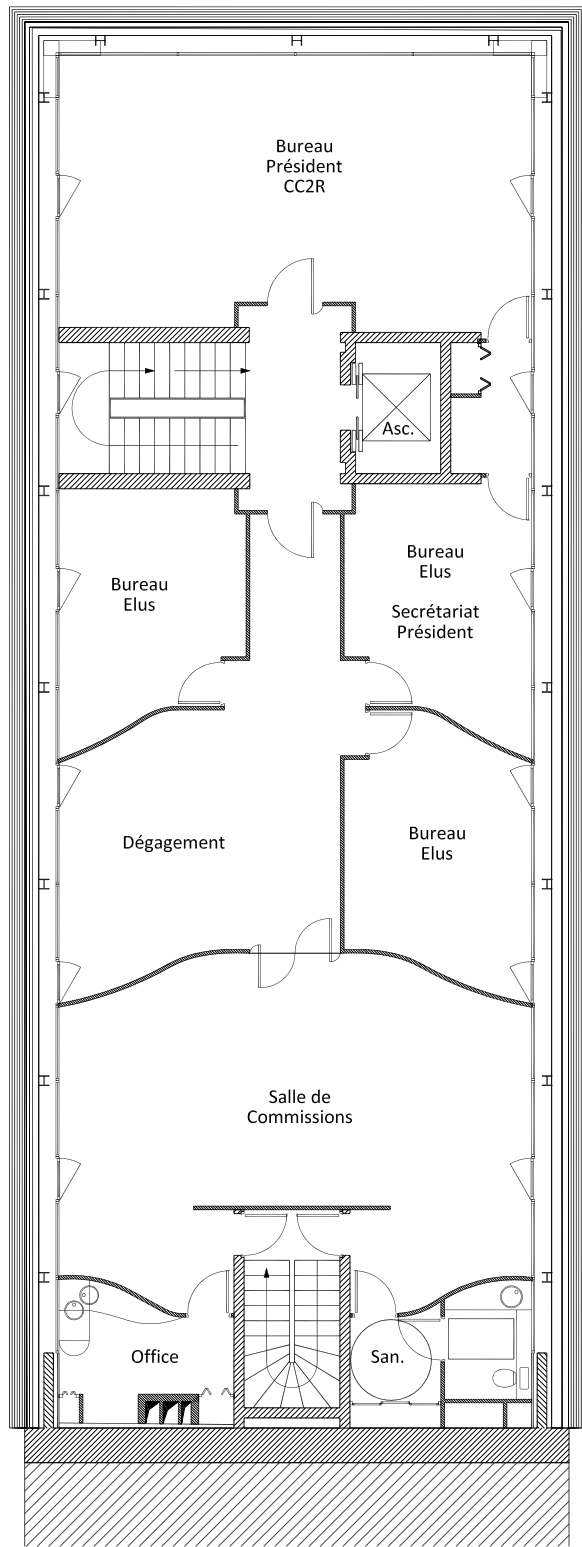 Bureau
Président
CC2R
Asc.
Bureau
Elus
Bureau
Elus
Secrétariat
Président
Dégagement
Bureau
Elus
Salle de
Commissions
Office
San.